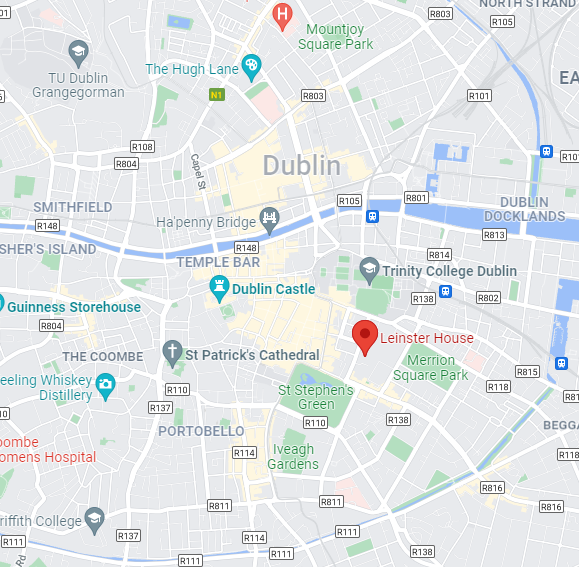 NORTH STRAND
R803
R105
Mountjoy
Square Park
TU Dublin
Grangegorman
The Hugh Lane
EA
N1
R803
R101
R108
R804
Capel St
Dublin
R101
SMITHFIELD
R105
R801
DUBLIN
DOCKLANDS
R148
Ha'penny Bridge
R813
SHER'S ISLAND
R148
R814
TEMPLE BAR
Trinity College Dublin
Dublin Castle
R138
R802
Guinness Storehouse
R804
Leinster House
THE COOMBE
St Patrick's Cathedral
Merrion
Square Park
R815
eeling Whiskey
Distillery
R110
St Stephen's
Green
R118
R137
R138
R110
PORTOBELLO
BEGGA
oombe
omens Hospital
R114
Iveagh
Gardens
R118
R816
R811
R811
R816
riffith College
R137
R114
R111
R111
R111
R111
R138
Rd